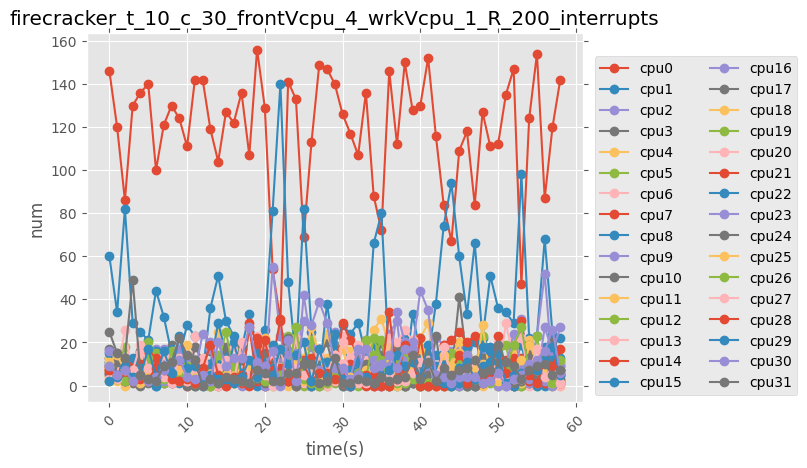 firecracker_t_10_c_30_frontVcpu_4_wrkVcpu_1_R_200_interrupts
160
140
120
100
80
60
40
20
0
num
0
10
20
30
40
50
60
time(s)
cpu0
cpu1
cpu2
cpu3
cpu4
cpu5
cpu6
cpu7
cpu8
cpu9
cpu10
cpu11
cpu12
cpu13
cpu14
cpu15
cpu16
cpu17
cpu18
cpu19
cpu20
cpu21
cpu22
cpu23
cpu24
cpu25
cpu26
cpu27
cpu28
cpu29
cpu30
cpu31